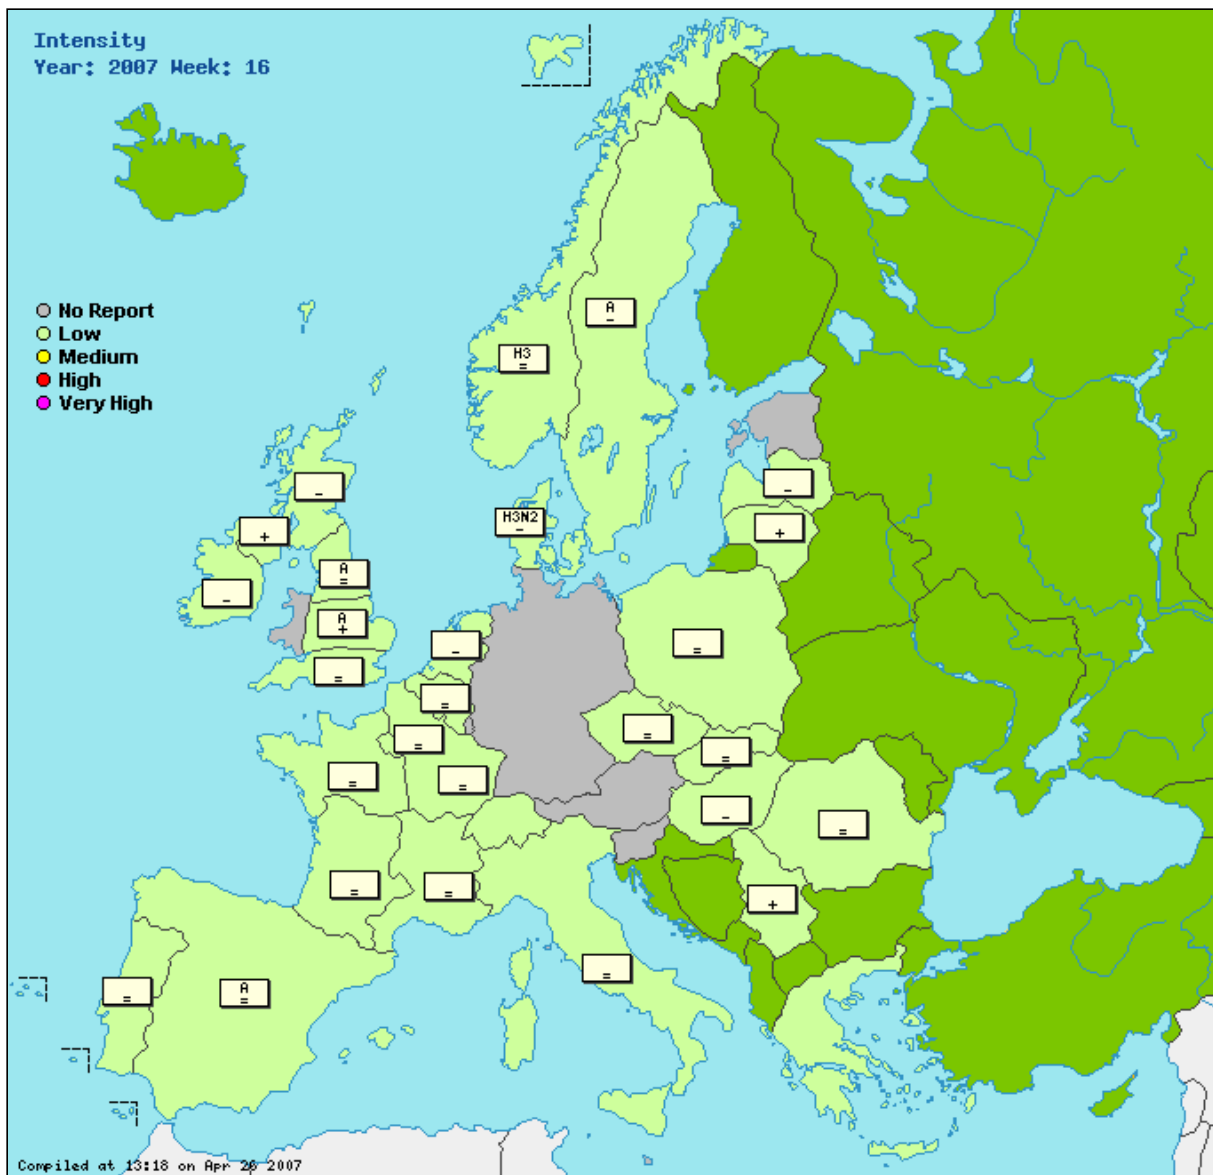 Intensity
Year: 2007 Week: 16
No Report
Low
Medium
High
Very High
A
-
H3
=
-
-
+
H3N2
-
+
A
=
-
A
+
-
=
=
=
=
=
=
=
=
-
=
=
=
+
=
=
A
=
Compiled at 13:18 on Apr 26 2007